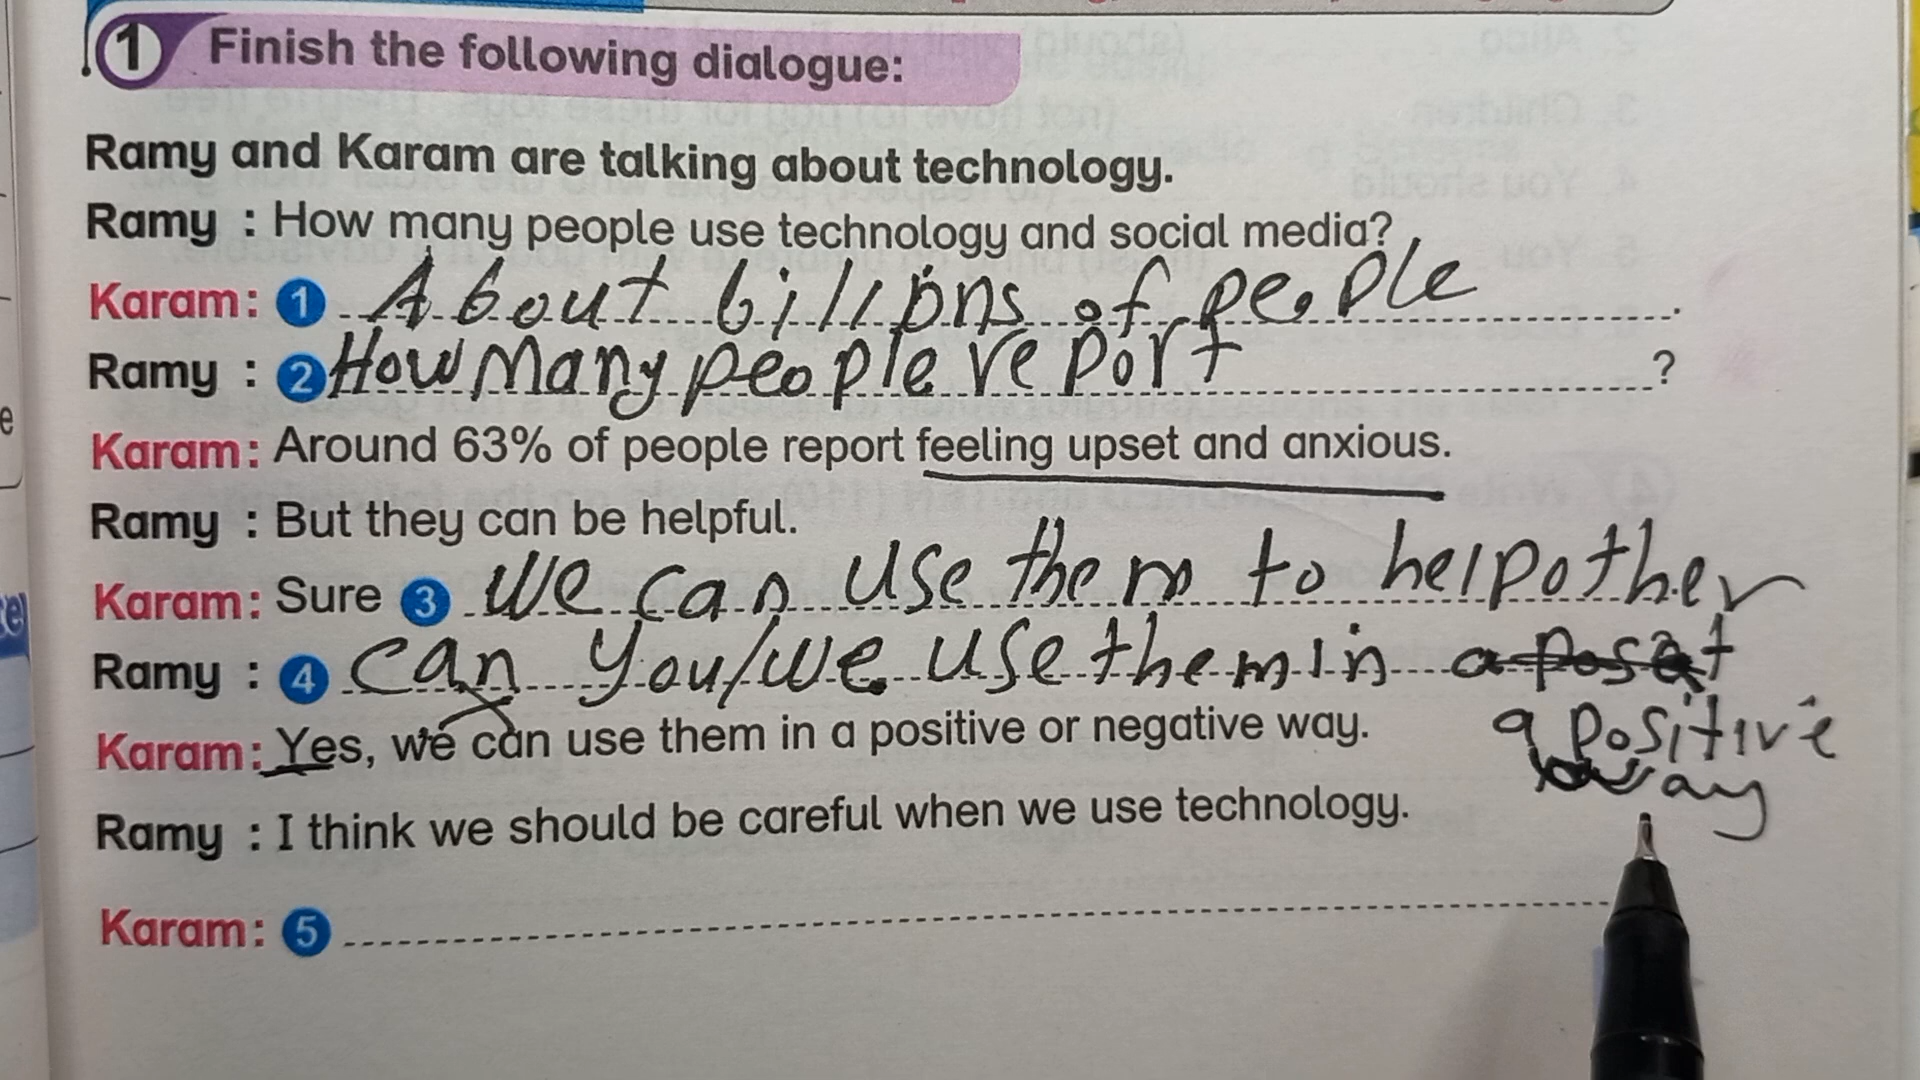 1 Finish the following dialogue:
Ramy and Karam are talking about technology.
Ramy : How many people use technology and social media?
Karam: 1 About billions of people .
Ramy : 2 How many people report ?
Karam: Around 63% of people report feeling upset and anxious.
Ramy : But they can be helpful.
Karam: Sure 3 we can use them to help other
Ramy : 4 can you/we use them in
a positive
way
Karam: Yes, we can use them in a positive or negative way.
Ramy : I think we should be careful when we use technology.
Karam: 5